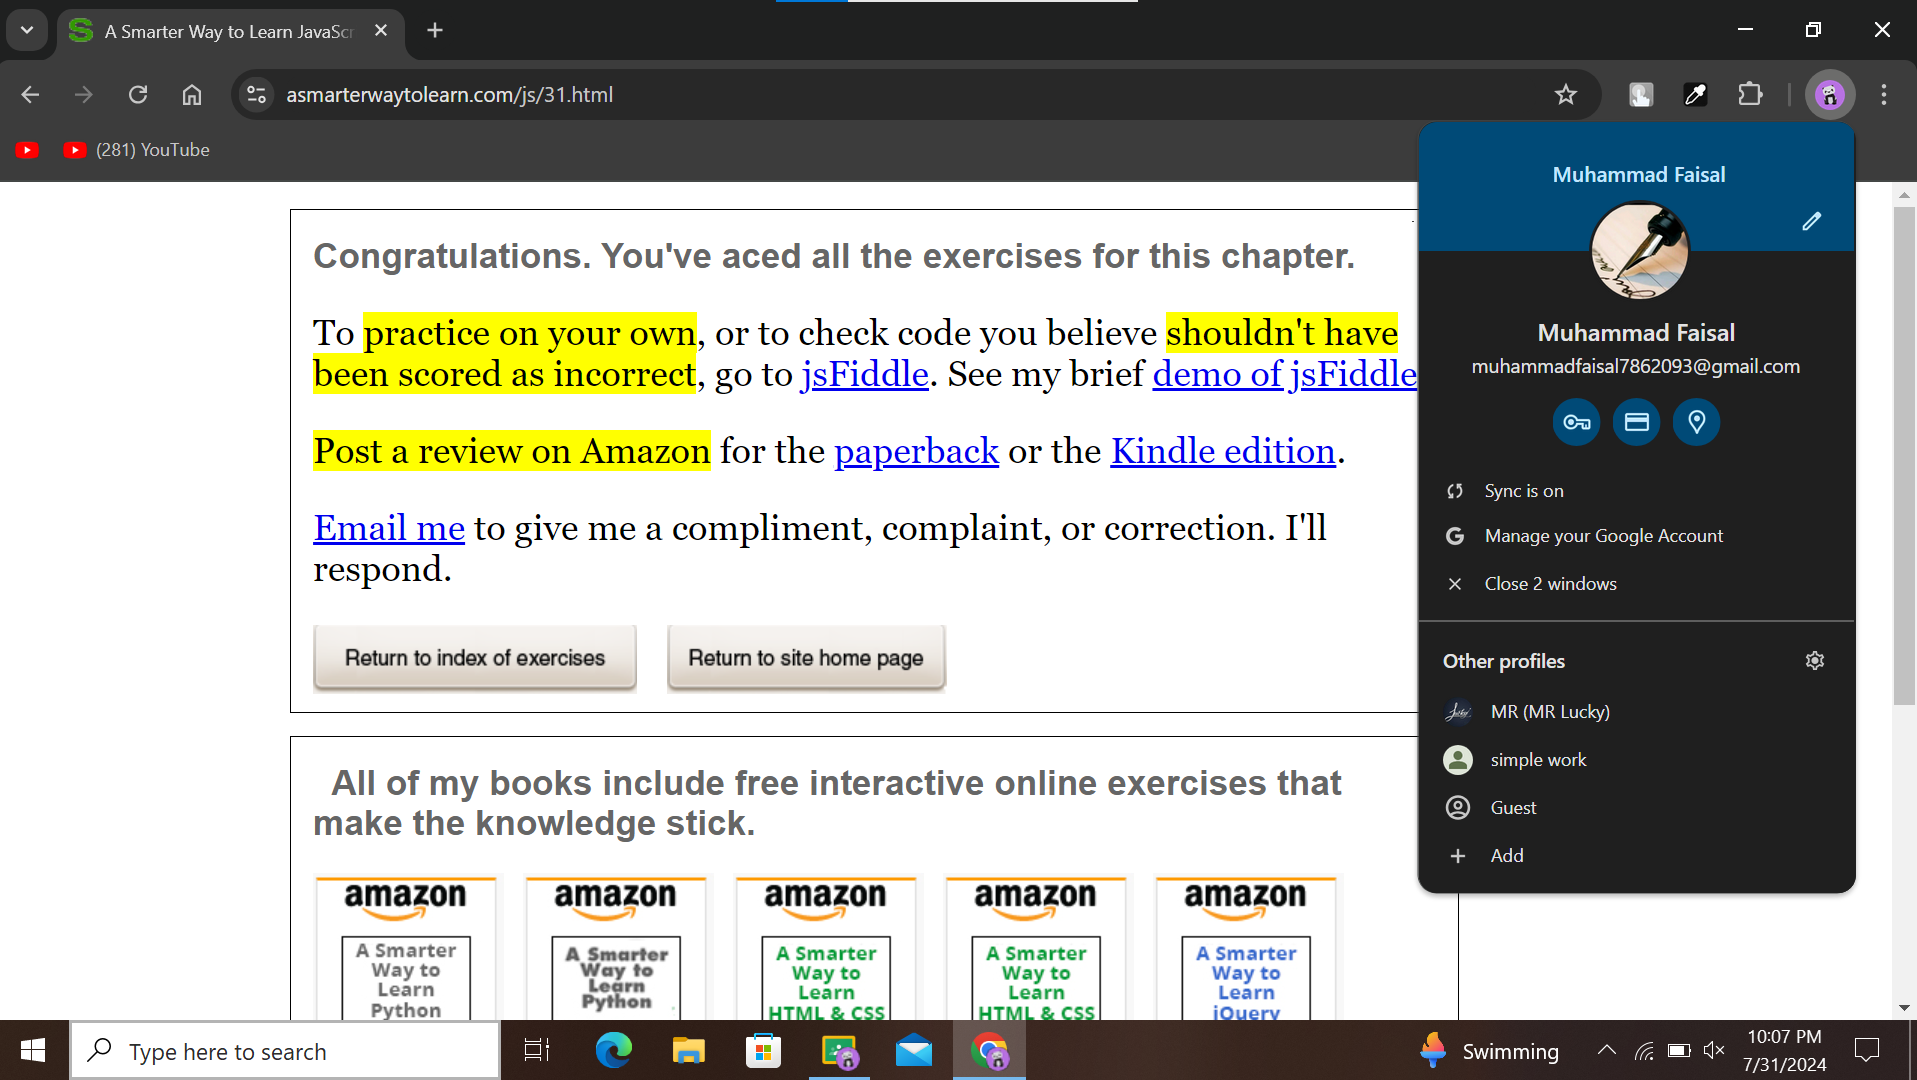 A Smarter Way to Learn JavaScr
asmarterwaytolearn.com/js/31.html
(281) YouTube
Congratulations. You've aced all the exercises for this chapter.
To practice on your own, or to check code you believe shouldn't have
been scored as incorrect, go to jsFiddle. See my brief demo of jsFiddle
Post a review on Amazon for the paperback or the Kindle edition.
Email me to give me a compliment, complaint, or correction. I'll
respond.
Return to index of exercises Return to site home page
All of my books include free interactive online exercises that
make the knowledge stick.
amazon amazon amazon amazon amazon
A Smarter A Smarter A Smarter A Smarter A Smarter
Way to Way to Way to Way to Way to
Learn Learn Learn Learn Learn
Python Python HTML & CSS HTML & CSS jQuery
Muhammad Faisal
Muhammad Faisal
muhammadfaisal7862093@gmail.com
Sync is on
Manage your Google Account
Close 2 windows
Other profiles
MR (MR Lucky)
simple work
Guest
Add
Type here to search
Swimming
10:07 PM
7/31/2024